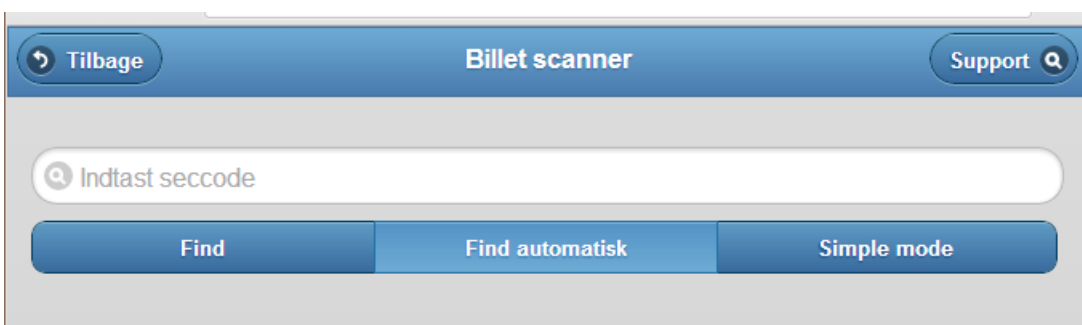 Tilbage Billet scanner Support
Indtast seccode
Find Find automatisk Simple mode